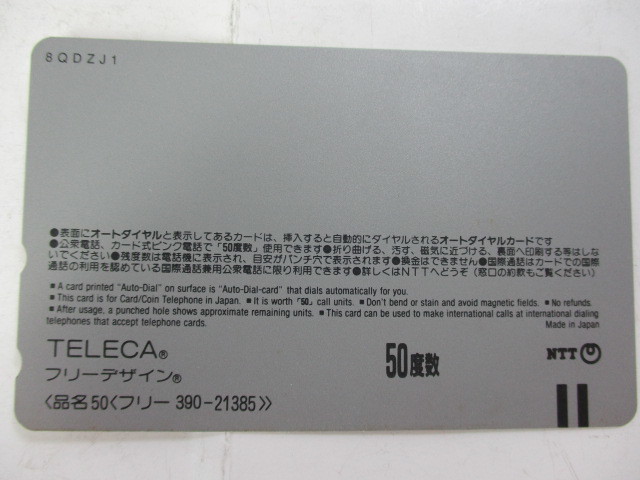 8QDZJ1
●表面にオートダイヤルと表示してあるカードは、挿入すると自動的にダイヤルされるオートダイヤルカードです
●公衆電話、カード式ピンク電話で「50度数」使用できます●折り曲げる、汚す、磁気に近づける、裏面へ印刷する等はしな
いでください●残度数は電話機に表示され、目安がパンチ穴で表示されます●換金はできません●国際通話はカードでの国際
通話の利用を認めている国際通話兼用公衆電話に限り利用できます●詳しくはNTTへどうぞ（窓口の約款もご覧ください）
■ A card printed "Auto-Dial" on surface is "Auto-Dial-card" that dials automatically for you.
■ This card is for Card/Coin Telephone in Japan. ■ It is worth「50」call units. ■ Don't bend or stain and avoid magnetic fields. ■ No refunds.
■ After usage, a punched hole shows approximate remaining units. ■ This card can be used to make international calls at international dialing
telephones that accept telephone cards.
Made in Japan
TELECA®
50度数
NTT
フリーデザイン®
〈品名50〈フリー 390-21385〉〉